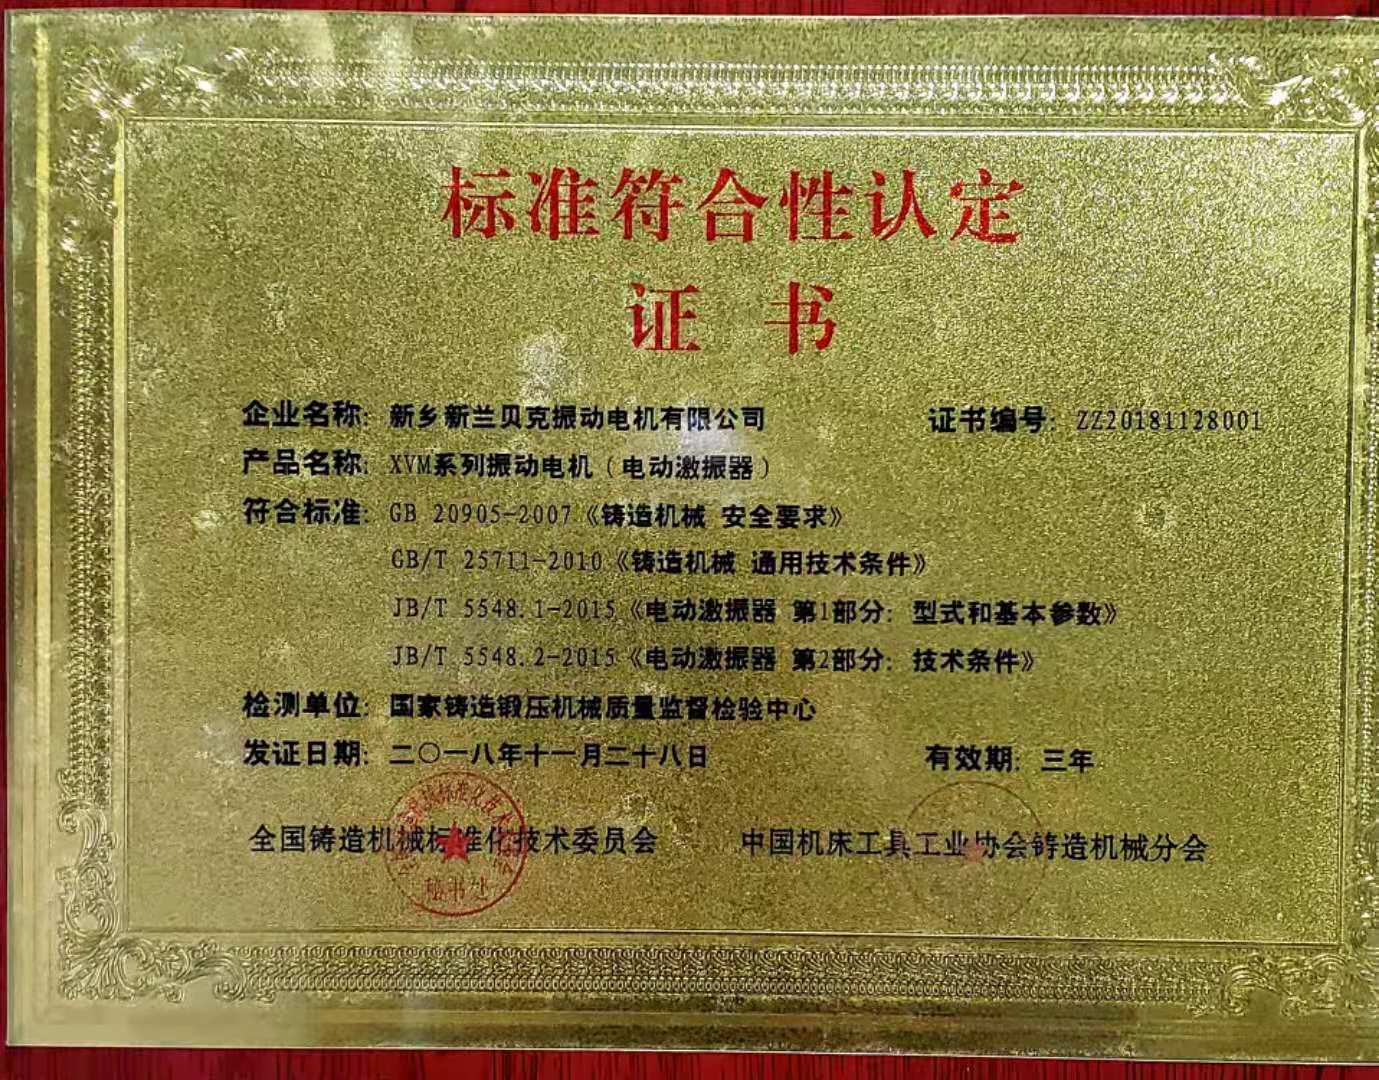 标准符合性认定
证 书
企业名称：新乡新兰贝克振动电机有限公司 证书编号：ZZ20181128001
产品名称：XVM系列振动电机（电动激振器）
符合标准：GB 20905-2007《铸造机械 安全要求》
GB/T 25711-2010《铸造机械 通用技术条件》
JB/T 5548.1-2015《电动激振器 第1部分：型式和基本参数》
JB/T 5548.2-2015《电动激振器 第2部分：技术条件》
检测单位：国家铸造锻压机械质量监督检验中心
发证日期：二〇一八年十一月二十八日 有效期：三年
全国铸造机械标准化技术委员会 中国机床工具工业协会铸造机械分会
秘书处